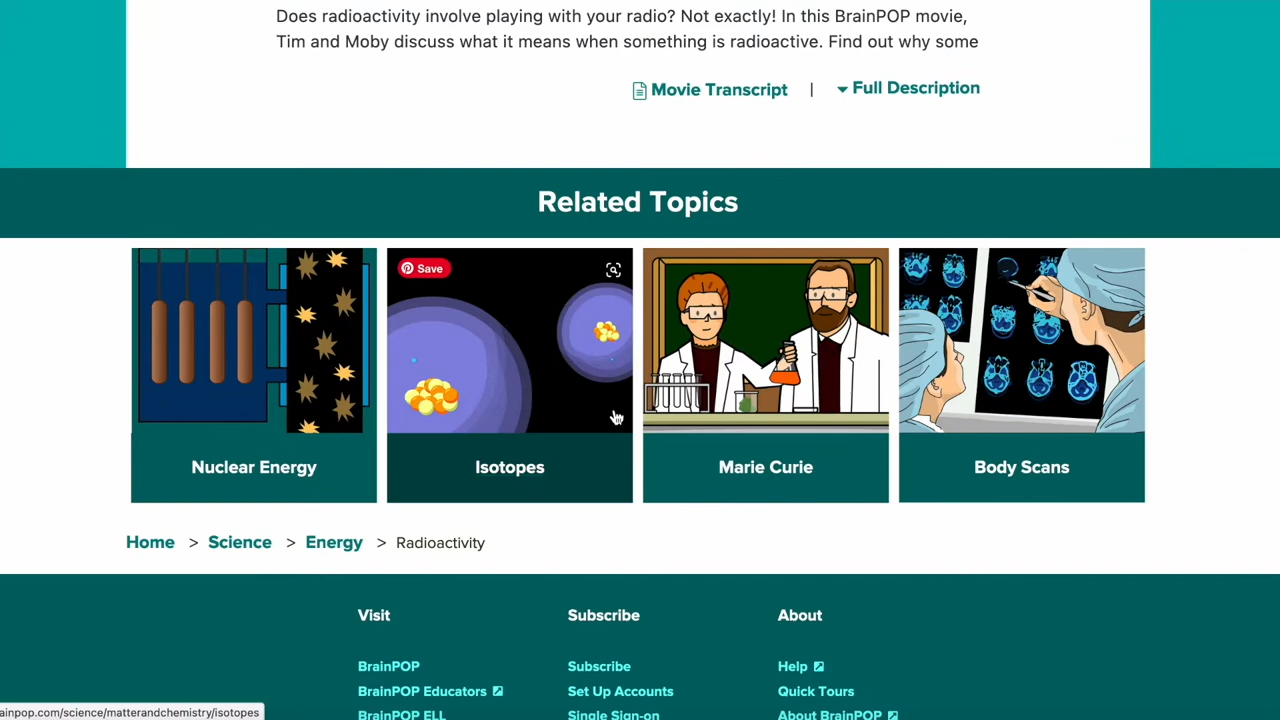 Does radioactivity involve playing with your radio? Not exactly! In this BrainPOP movie,
Tim and Moby discuss what it means when something is radioactive. Find out why some
Movie Transcript | Full Description
Related Topics
Save
Nuclear Energy
Isotopes
Marie Curie
Body Scans
Home > Science > Energy > Radioactivity
Visit
Subscribe
About
BrainPOP
Subscribe
Help
BrainPOP Educators
Set Up Accounts
Quick Tours
BrainPOP ELL
Single Sign-on
About BrainPOP
ainpop.com/science/matterandchemistry/isotopes